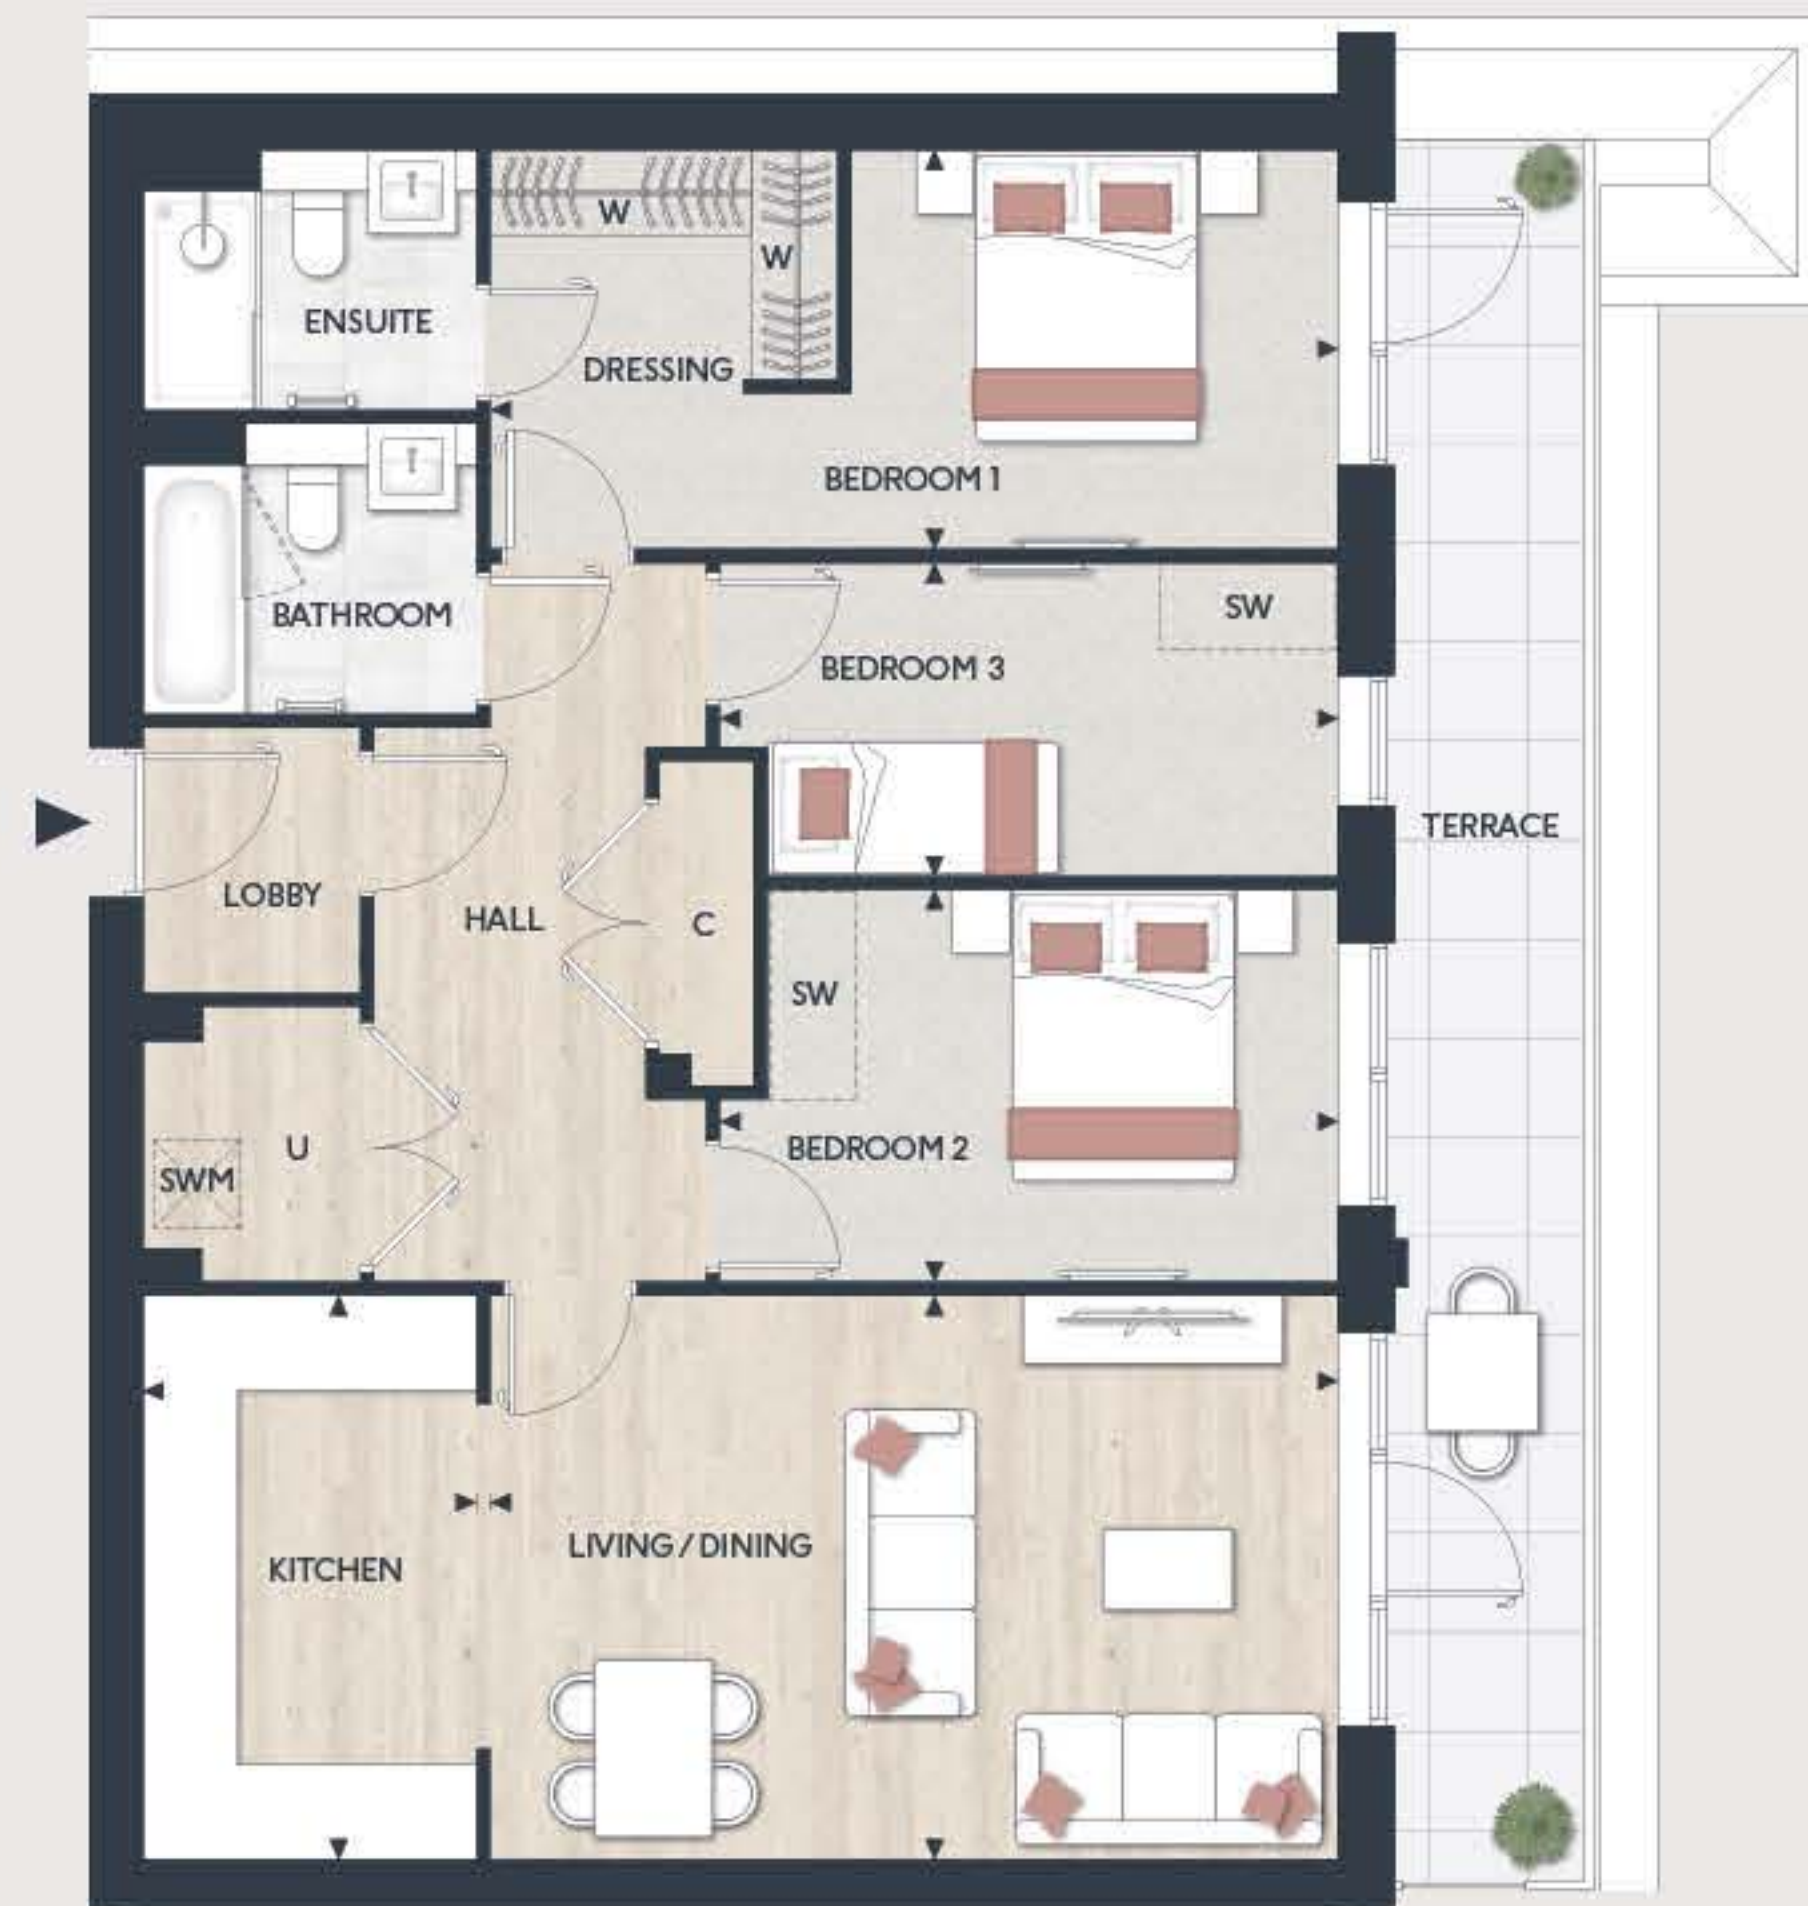 W
W
ENSUITE
DRESSING
BEDROOM 1
SW
BATHROOM
BEDROOM 3
TERRACE
LOBBY
HALL
C
SW
U
BEDROOM 2
SWM
LIVING / DINING
KITCHEN